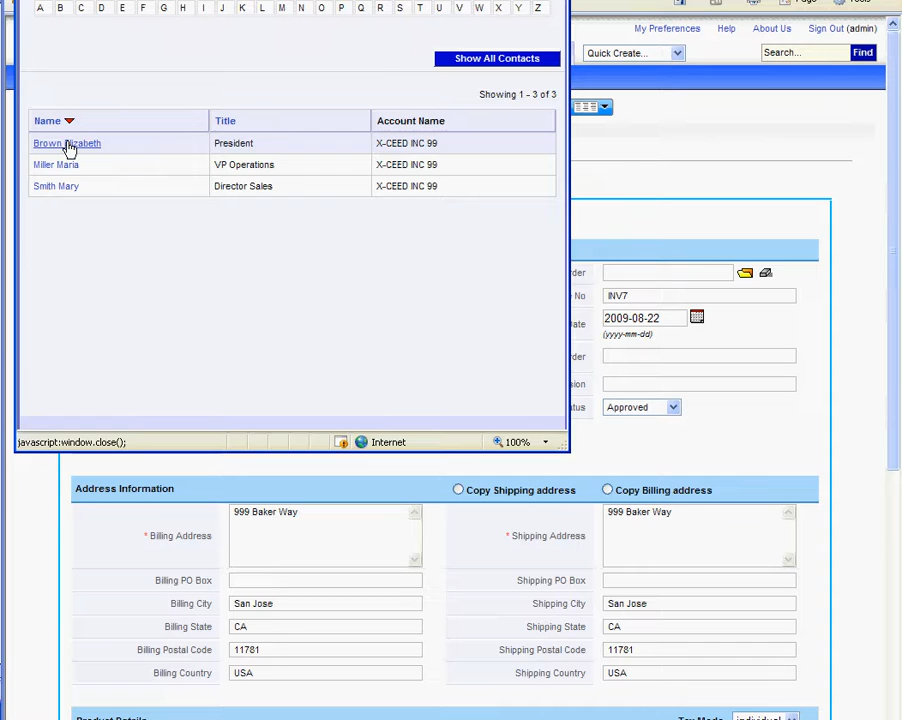 A B C D E F G H I J K L M N O P Q R S T U V W X Y Z
My Preferences Help About Us Sign Out (admin)
Show All Contacts
Quick Create... Search... Find
Showing 1 - 3 of 3
Name Title Account Name
Brown Elizabeth President X-CEED INC 99
Miller Maria VP Operations X-CEED INC 99
Smith Mary Director Sales X-CEED INC 99
No INV7
Date 2009-08-22
(yyyy-mm-dd)
Approved
javascript:window.close(); Internet 100%
Address Information Copy Shipping address Copy Billing address
* Billing Address 999 Baker Way * Shipping Address 999 Baker Way
Billing PO Box Shipping PO Box
Billing City San Jose Shipping City San Jose
Billing State CA Shipping State CA
Billing Postal Code 11781 Shipping Postal Code 11781
Billing Country USA Shipping Country USA